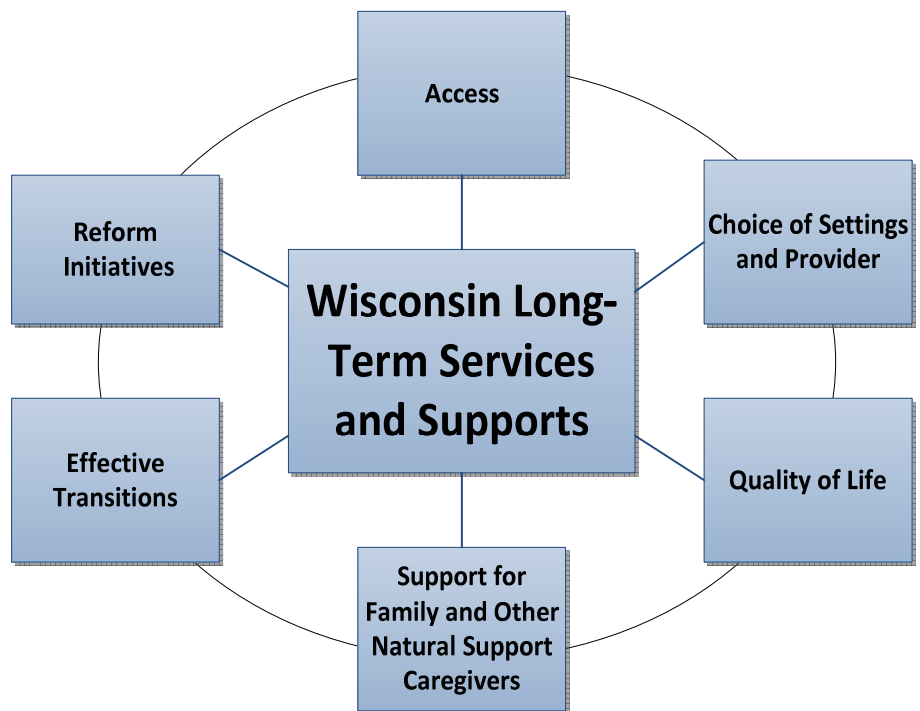 Access
Reform
Initiatives
Choice of Settings
and Provider
Wisconsin Long-
Term Services
and Supports
Effective
Transitions
Quality of Life
Support for
Family and Other
Natural Support
Caregivers